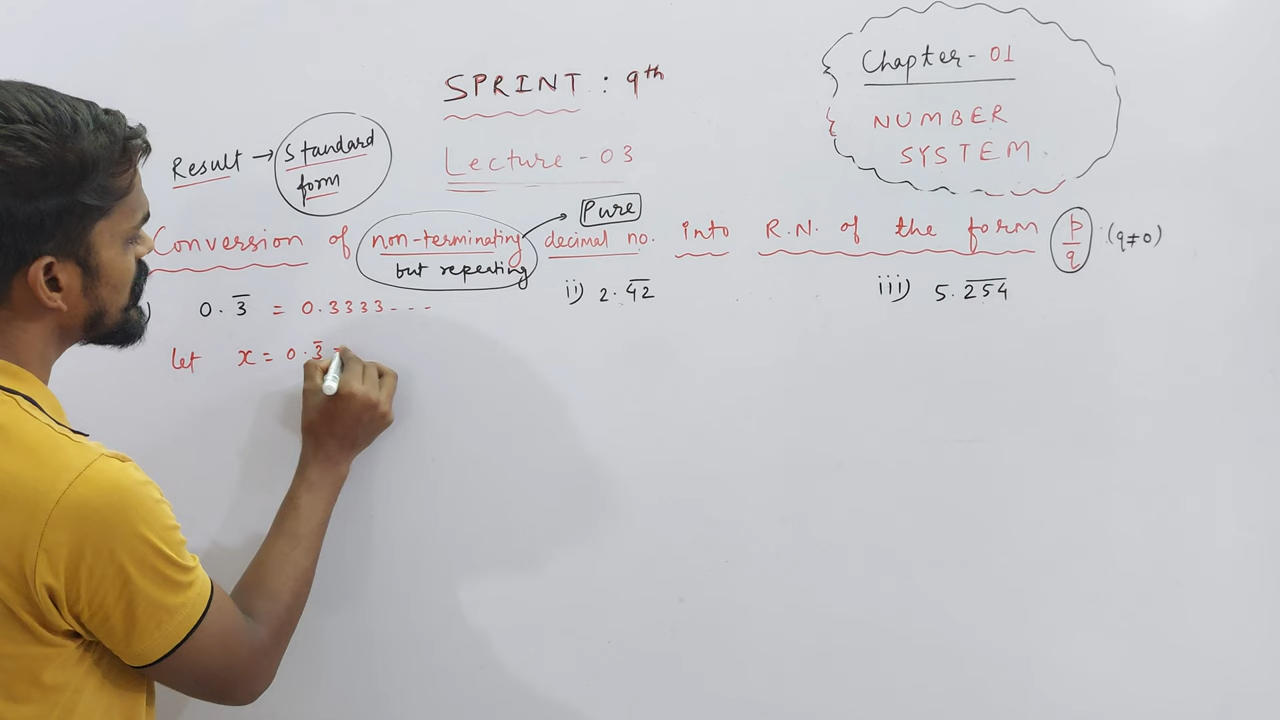 Chapter - 01
NUMBER
SYSTEM
SPRINT : 9th
Lecture - 03
Result → Standard
form
Pure
Conversion of non-terminating decimal no. into R.N. of the form p/q (q≠0)
but repeating
) 0.3̅ = 0.3333---
ii) 2.4̅2̅
iii) 5.2̅5̅4̅
let x = 0.3̅ =